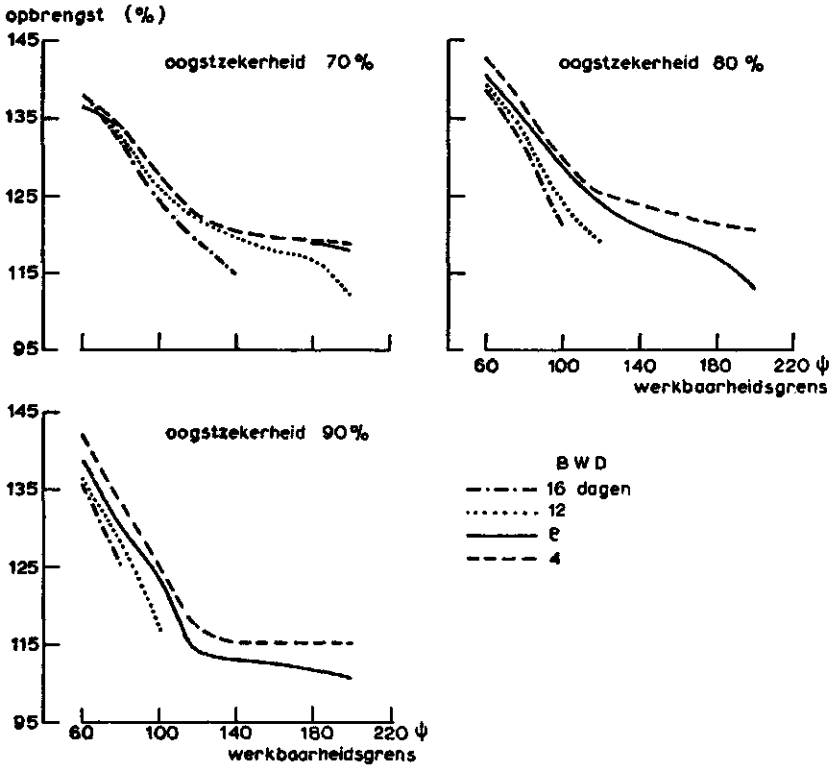 opbrengst (%)
145
135
125
115
95
oogstzekerheid 70%
oogstzekerheid 80%
60 100 140 180 220 ψ
werkbaarheidsgrens
145
135
125
115
95
oogstzekerheid 90%
60 100 140 180 220 ψ
werkbaarheidsgrens
BWD
16 dagen
12
8
4